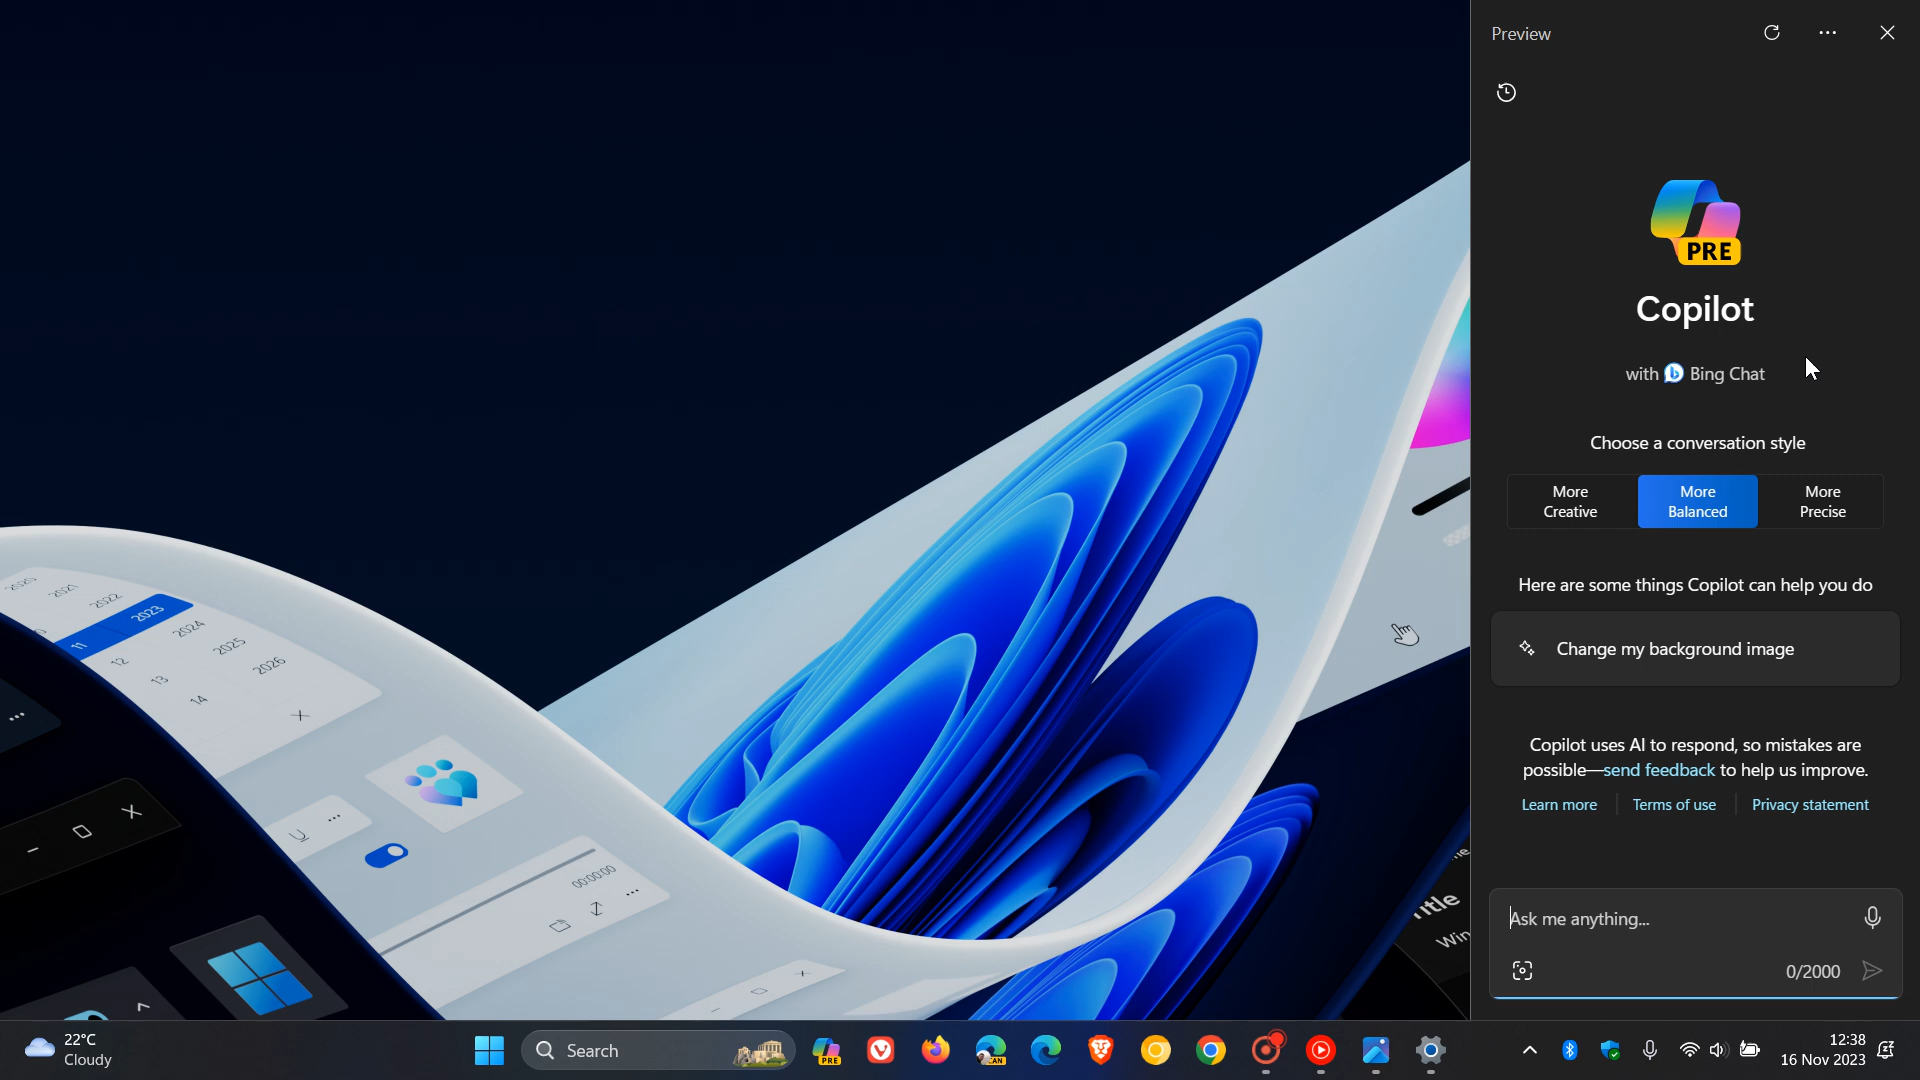 Preview
PRE
Copilot
with Bing Chat
Choose a conversation style
More
Creative
More
Balanced
More
Precise
Here are some things Copilot can help you do
Change my background image
Copilot uses AI to respond, so mistakes are
possible—send feedback to help us improve.
Learn more
Terms of use
Privacy statement
Ask me anything...
0/2000
2020
2021
2022
11
2023
12
2024
13
2025
14
2026
00:00:00
22°C
Cloudy
Search
PRE
CAN
12:38
16 Nov 2023